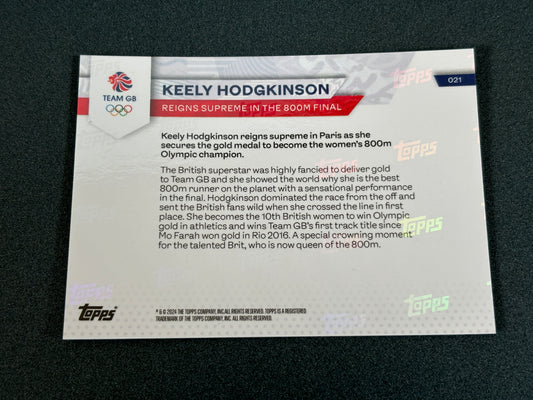 TEAM GB
KEELY HODGKINSON
REIGNS SUPREME IN THE 800M FINAL
021
Topps
Keely Hodgkinson reigns supreme in Paris as she
secures the gold medal to become the women's 800m
Olympic champion.
Topps
The British superstar was highly fancied to deliver gold
to Team GB and she showed the world why she is the best
800m runner on the planet with a sensational performance
in the final. Hodgkinson dominated the race from the off and
sent the British fans wild when she crossed the line in first
place. She becomes the 10th British women to win Olympic
gold in athletics and wins Team GB's first track title since
Mo Farah won gold in Rio 2016. A special crowning moment
for the talented Brit, who is now queen of the 800m.
Topps
Topps
Topps
® & © 2024 THE TOPPS COMPANY, INC. ALL RIGHTS RESERVED. TOPPS IS A REGISTERED
TRADEMARK OF THE TOPPS COMPANY, INC. ALL RIGHTS RESERVED.